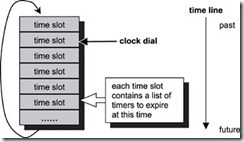 time line
past
time slot
time slot
clock dial
time slot
time slot
time slot
each time slot
contains a list of
timers to expire
at this time
time slot
......
future